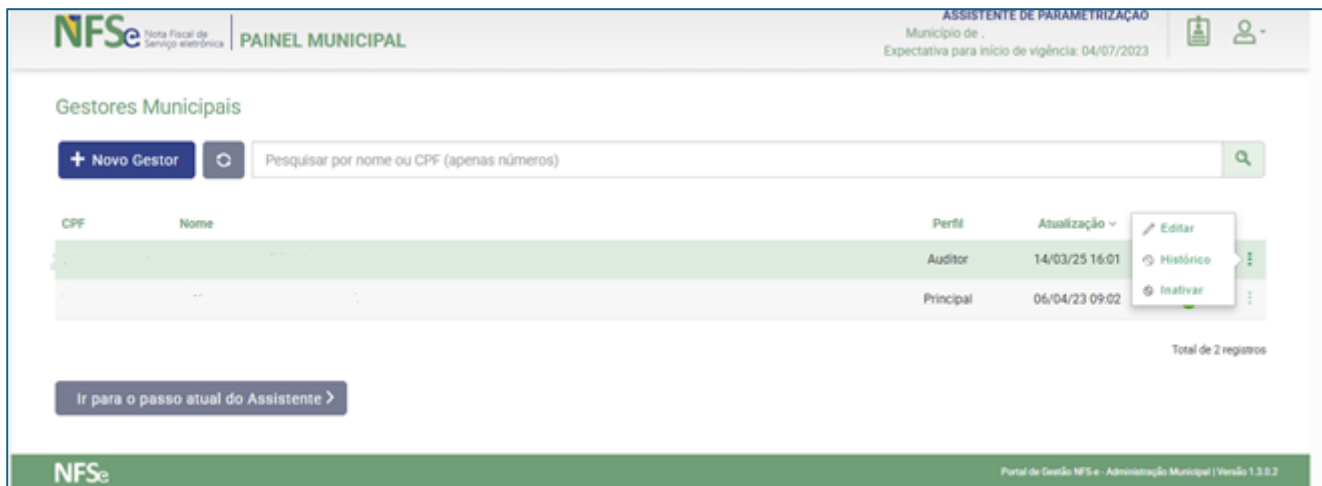 NFSe Nota Fiscal de Serviço eletrônica PAINEL MUNICIPAL
ASSISTENTE DE PARAMETRIZAÇÃO
Município de .
Expectativa para início de vigência: 04/07/2023
Gestores Municipais
+ Novo Gestor
Pesquisar por nome ou CPF (apenas números)
CPF Nome Perfil Atualização
Auditor 14/03/25 16:01
Principal 06/04/23 09:02
Editar
Histórico
Inativar
Total de 2 registros
Ir para o passo atual do Assistente >
NFSe
Portal de Gestão NFS-e - Administração Municipal | Versão 1.3.0.2